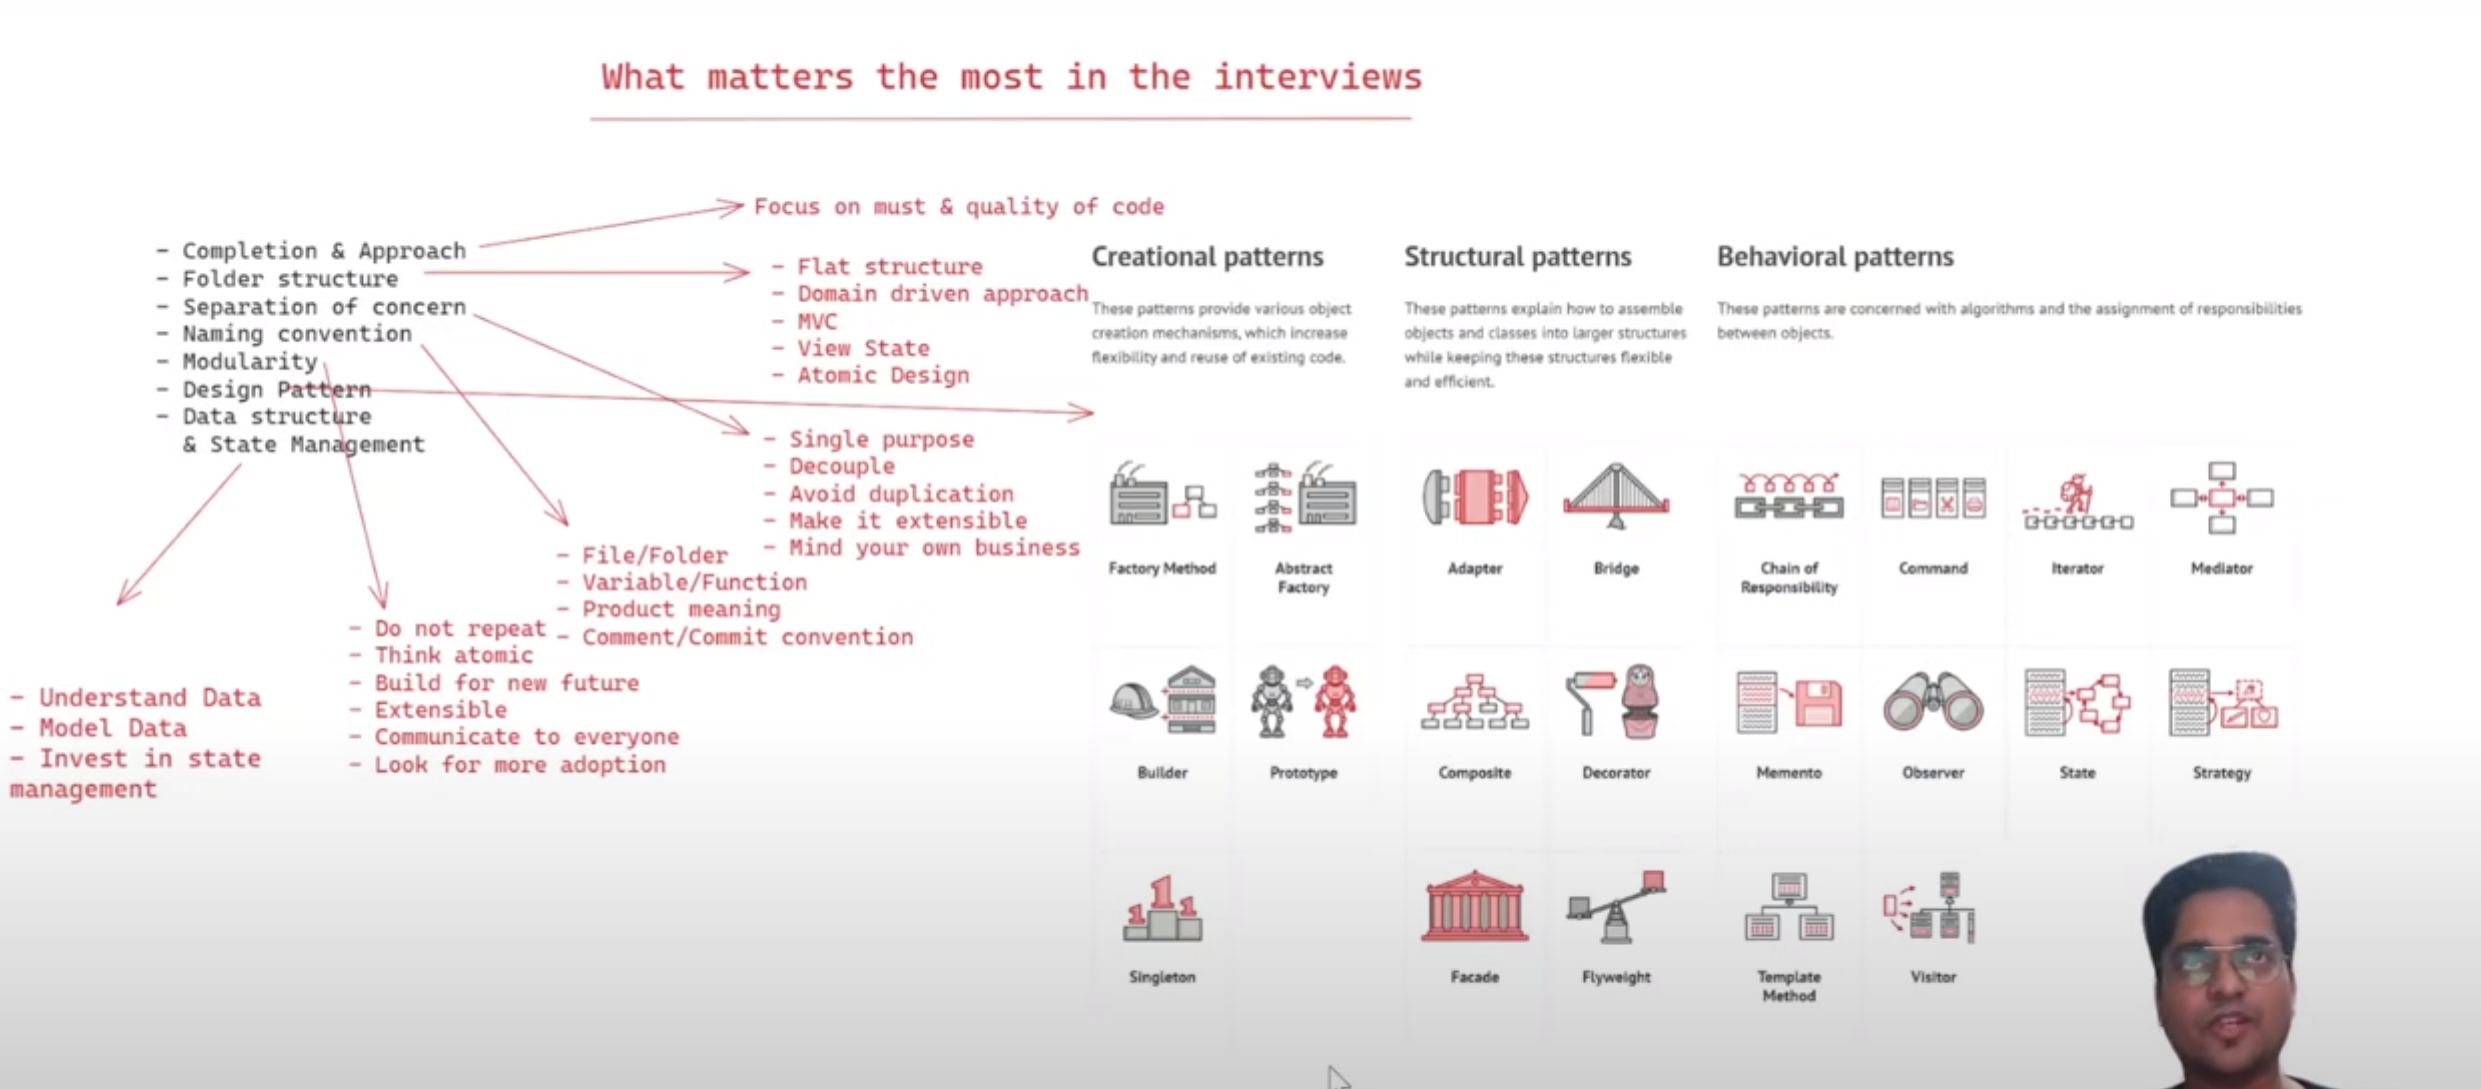 What matters the most in the interviews
- Completion & Approach
- Folder structure
- Separation of concern
- Naming convention
- Modularity
- Design Pattern
- Data structure
& State Management
Focus on must & quality of code
- Flat structure
- Domain driven approach
- MVC
- View State
- Atomic Design
- Single purpose
- Decouple
- Avoid duplication
- Make it extensible
- Mind your own business
- File/Folder
- Variable/Function
- Product meaning
- Comment/Commit convention
- Do not repeat
- Think atomic
- Build for new future
- Extensible
- Communicate to everyone
- Look for more adoption
- Understand Data
- Model Data
- Invest in state
management
Creational patterns
These patterns provide various object
creation mechanisms, which increase
flexibility and reuse of existing code.
Factory Method
Abstract
Factory
Builder
Prototype
Singleton
Structural patterns
These patterns explain how to assemble
objects and classes into larger structures
while keeping these structures flexible
and efficient.
Adapter
Bridge
Composite
Decorator
Facade
Flyweight
Behavioral patterns
These patterns are concerned with algorithms and the assignment of responsibilities
between objects.
Chain of
Responsibility
Command
Iterator
Mediator
Memento
Observer
State
Strategy
Template
Method
Visitor
1
1
1